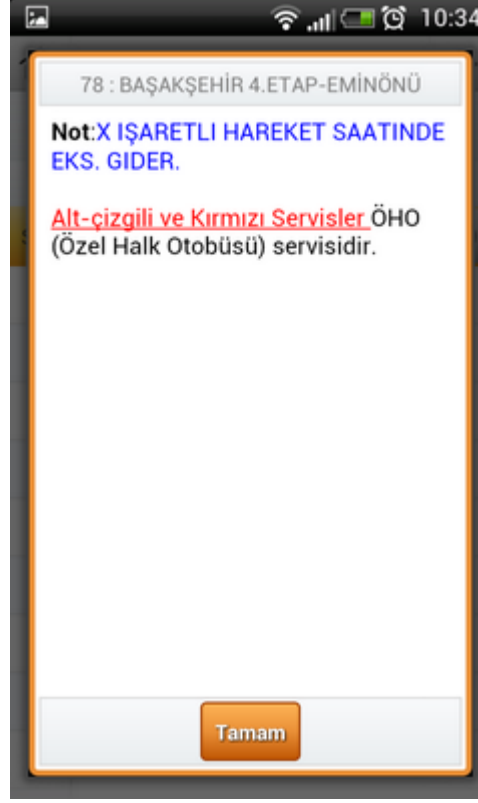 10:34
78 : BAŞAKŞEHİR 4.ETAP-EMİNÖNÜ
Not:X IŞARETLI HAREKET SAATINDE
EKS. GIDER.
Alt-çizgili ve Kırmızı Servisler ÖHO
(Özel Halk Otobüsü) servisidir.
Tamam